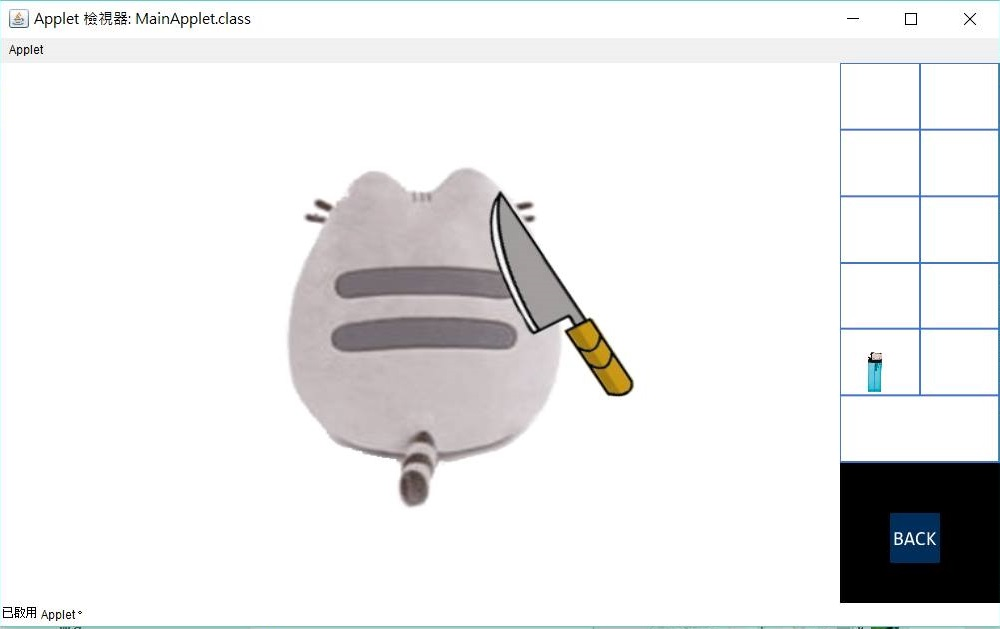 Applet 檢視器: MainApplet.class
Applet
BACK
已啟用 Applet。